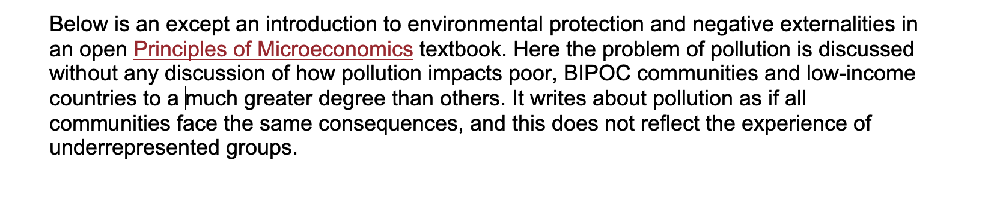 Below is an except an introduction to environmental protection and negative externalities in
an open Principles of Microeconomics textbook. Here the problem of pollution is discussed
without any discussion of how pollution impacts poor, BIPOC communities and low-income
countries to a much greater degree than others. It writes about pollution as if all
communities face the same consequences, and this does not reflect the experience of
underrepresented groups.